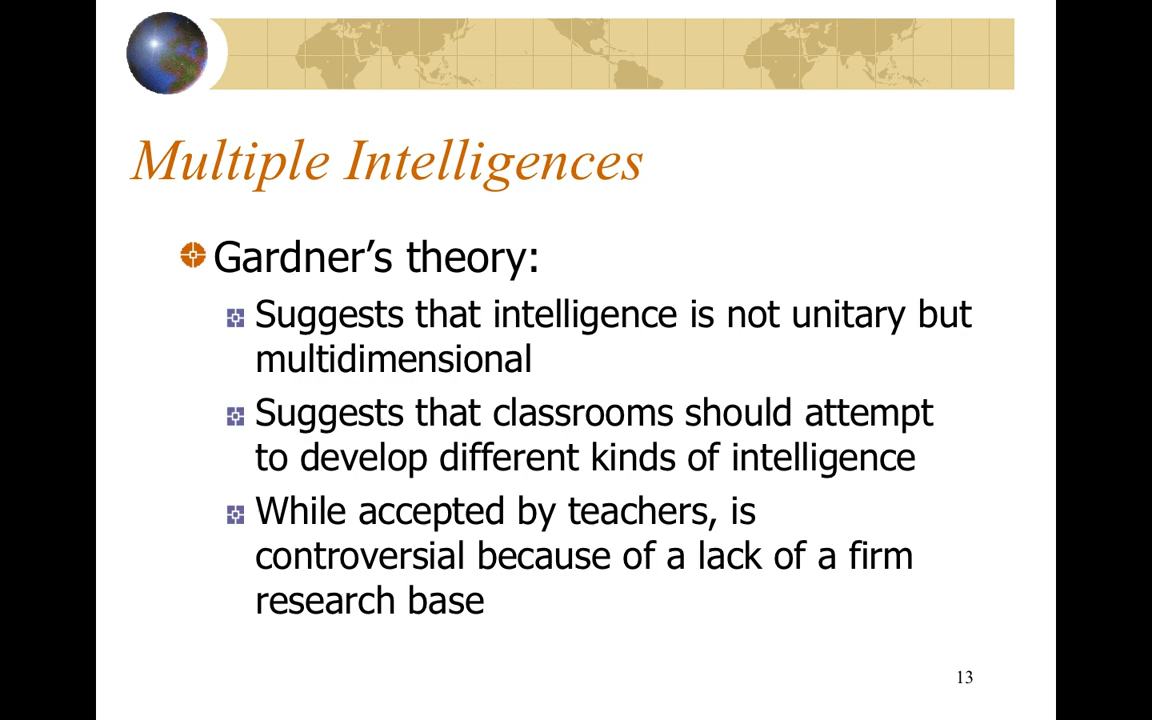 Multiple Intelligences
Gardner’s theory:
Suggests that intelligence is not unitary but
multidimensional
Suggests that classrooms should attempt
to develop different kinds of intelligence
While accepted by teachers, is
controversial because of a lack of a firm
research base
13